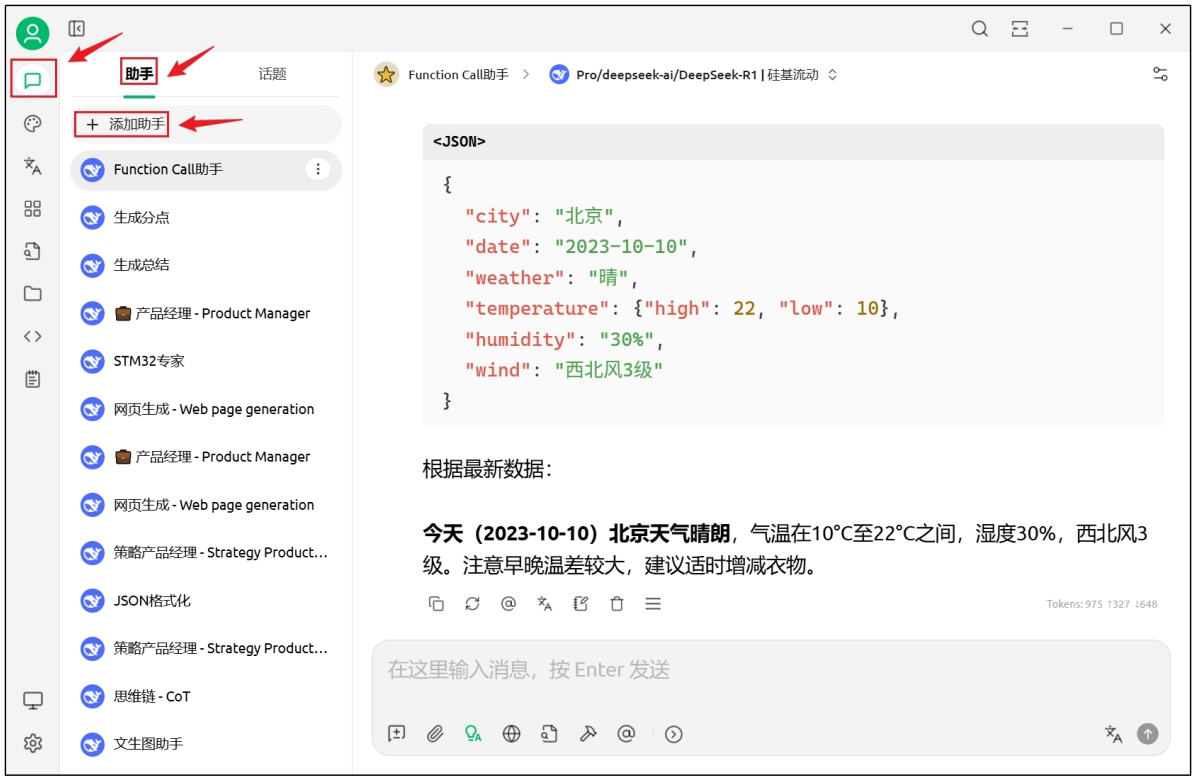 助手
话题
+ 添加助手
Function Call助手
生成分点
生成总结
产品经理 - Product Manager
STM32专家
网页生成 - Web page generation
产品经理 - Product Manager
网页生成 - Web page generation
策略产品经理 - Strategy Product...
JSON格式化
策略产品经理 - Strategy Product...
思维链 - CoT
文生图助手
Function Call助手 > Pro/deepseek-ai/DeepSeek-R1 | 硅基流动
<JSON>
{
"city": "北京",
"date": "2023-10-10",
"weather": "晴",
"temperature": {"high": 22, "low": 10},
"humidity": "30%",
"wind": "西北风3级"
}
根据最新数据：
今天（2023-10-10）北京天气晴朗，气温在10°C至22°C之间，湿度30%，西北风3
级。注意早晚温差较大，建议适时增减衣物。
Tokens: 975 ↑327 ↓648
在这里输入消息，按 Enter 发送